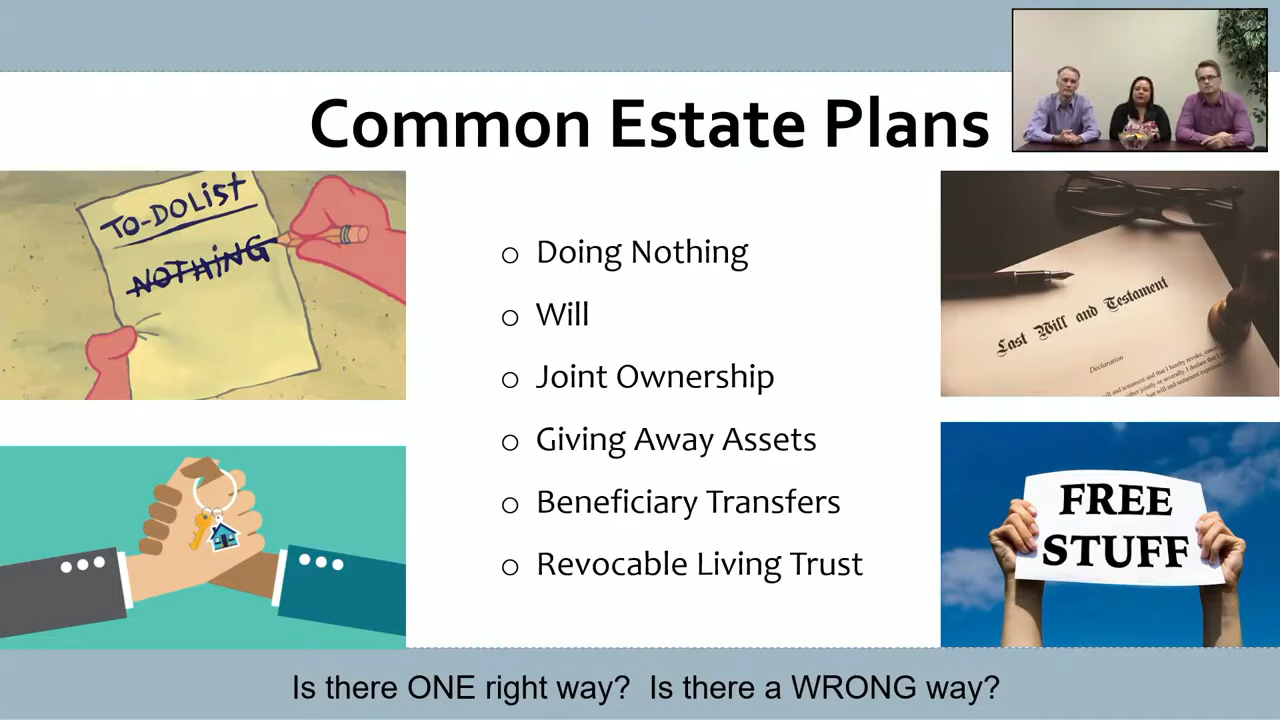 Common Estate Plans
TO-DO LIST
NOTHING
Doing Nothing
Will
Joint Ownership
Giving Away Assets
Beneficiary Transfers
Revocable Living Trust
Last Will and Testament
Declaration
FREE
STUFF
Is there ONE right way? Is there a WRONG way?